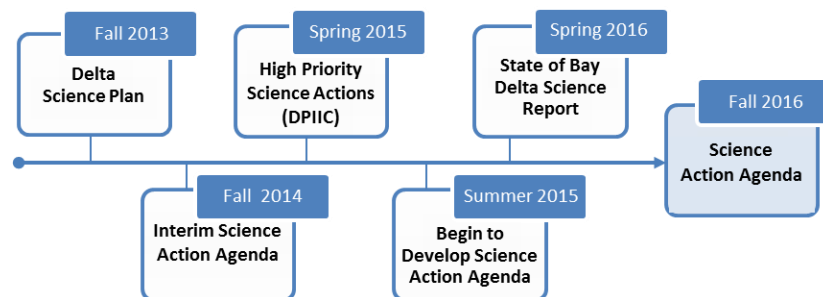 Fall 2013
Delta
Science Plan
Fall 2014
Interim Science
Action Agenda
Spring 2015
High Priority
Science Actions
(DPIIC)
Summer 2015
Begin to
Develop Science
Action Agenda
Spring 2016
State of Bay
Delta Science
Report
Fall 2016
Science
Action Agenda